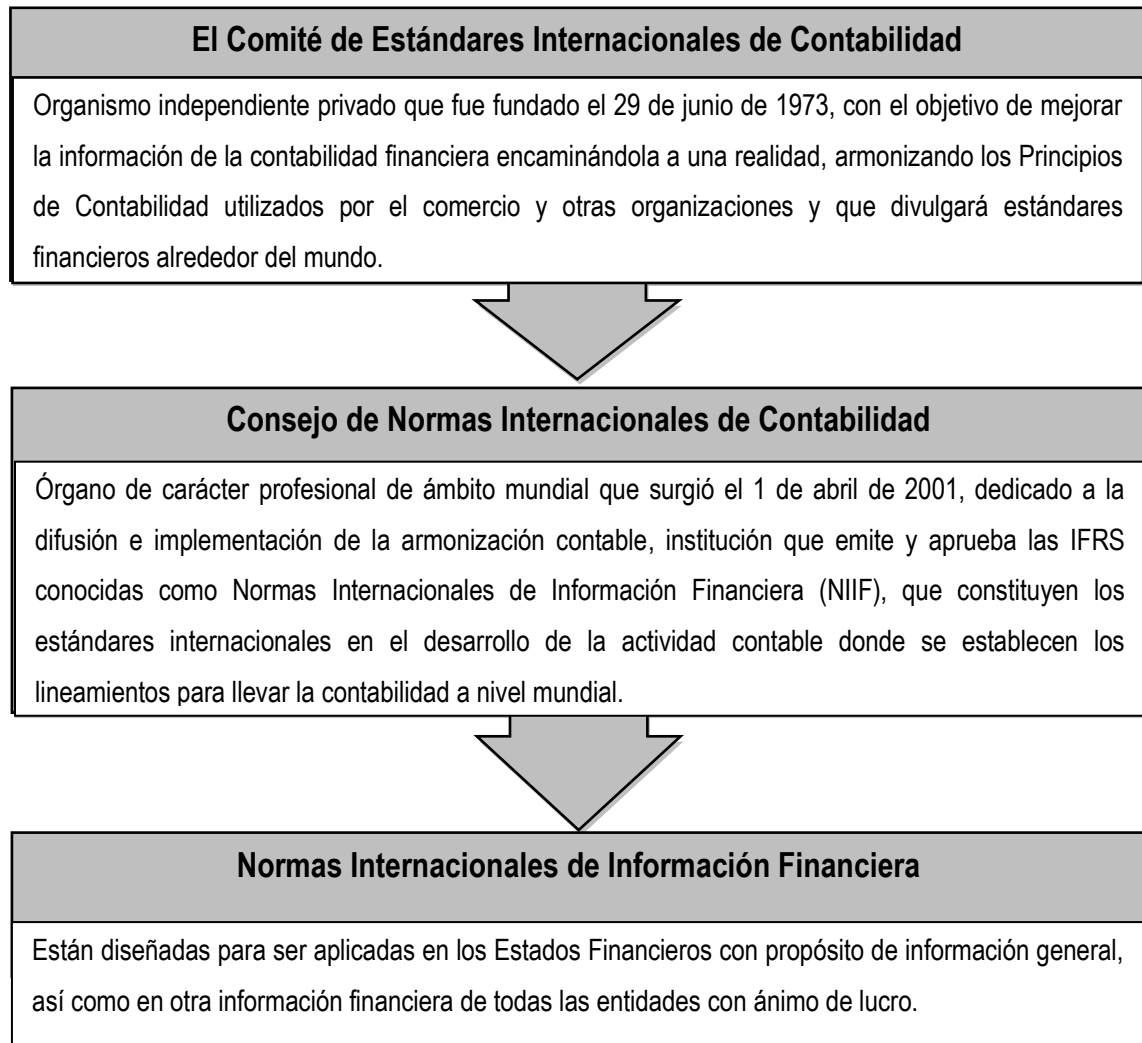 El Comité de Estándares Internacionales de Contabilidad
Organismo independiente privado que fue fundado el 29 de junio de 1973, con el objetivo de mejorar
la información de la contabilidad financiera encaminándola a una realidad, armonizando los Principios
de Contabilidad utilizados por el comercio y otras organizaciones y que divulgará estándares
financieros alrededor del mundo.
Consejo de Normas Internacionales de Contabilidad
Órgano de carácter profesional de ámbito mundial que surgió el 1 de abril de 2001, dedicado a la
difusión e implementación de la armonización contable, institución que emite y aprueba las IFRS
conocidas como Normas Internacionales de Información Financiera (NIIF), que constituyen los
estándares internacionales en el desarrollo de la actividad contable donde se establecen los
lineamientos para llevar la contabilidad a nivel mundial.
Normas Internacionales de Información Financiera
Están diseñadas para ser aplicadas en los Estados Financieros con propósito de información general,
así como en otra información financiera de todas las entidades con ánimo de lucro.